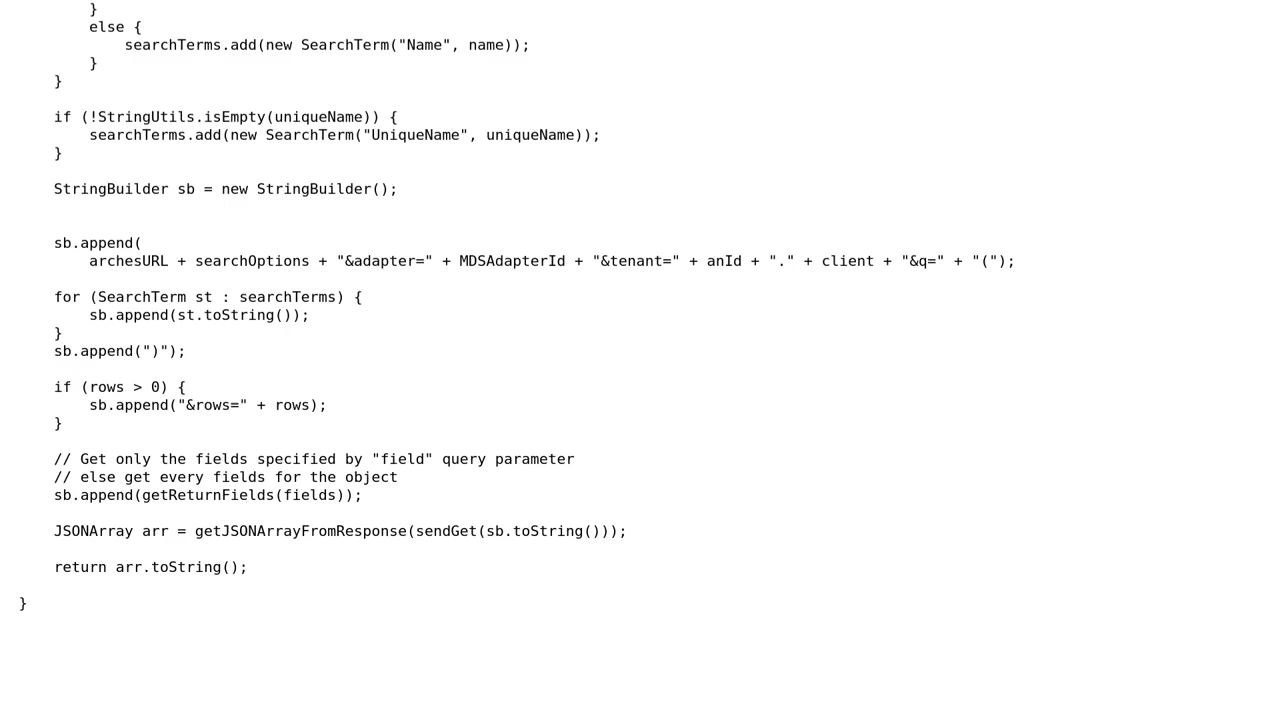 }
else {
searchTerms.add(new SearchTerm("Name", name));
}
}
if (!StringUtils.isEmpty(uniqueName)) {
searchTerms.add(new SearchTerm("UniqueName", uniqueName));
}
StringBuilder sb = new StringBuilder();
sb.append(
archesURL + searchOptions + "&adapter=" + MDSAdapterId + "&tenant=" + anId + "." + client + "&q=" + "(");
for (SearchTerm st : searchTerms) {
sb.append(st.toString());
}
sb.append(")");
if (rows > 0) {
sb.append("&rows=" + rows);
}
// Get only the fields specified by "field" query parameter
// else get every fields for the object
sb.append(getReturnFields(fields));
JSONArray arr = getJSONArrayFromResponse(sendGet(sb.toString()));
return arr.toString();
}